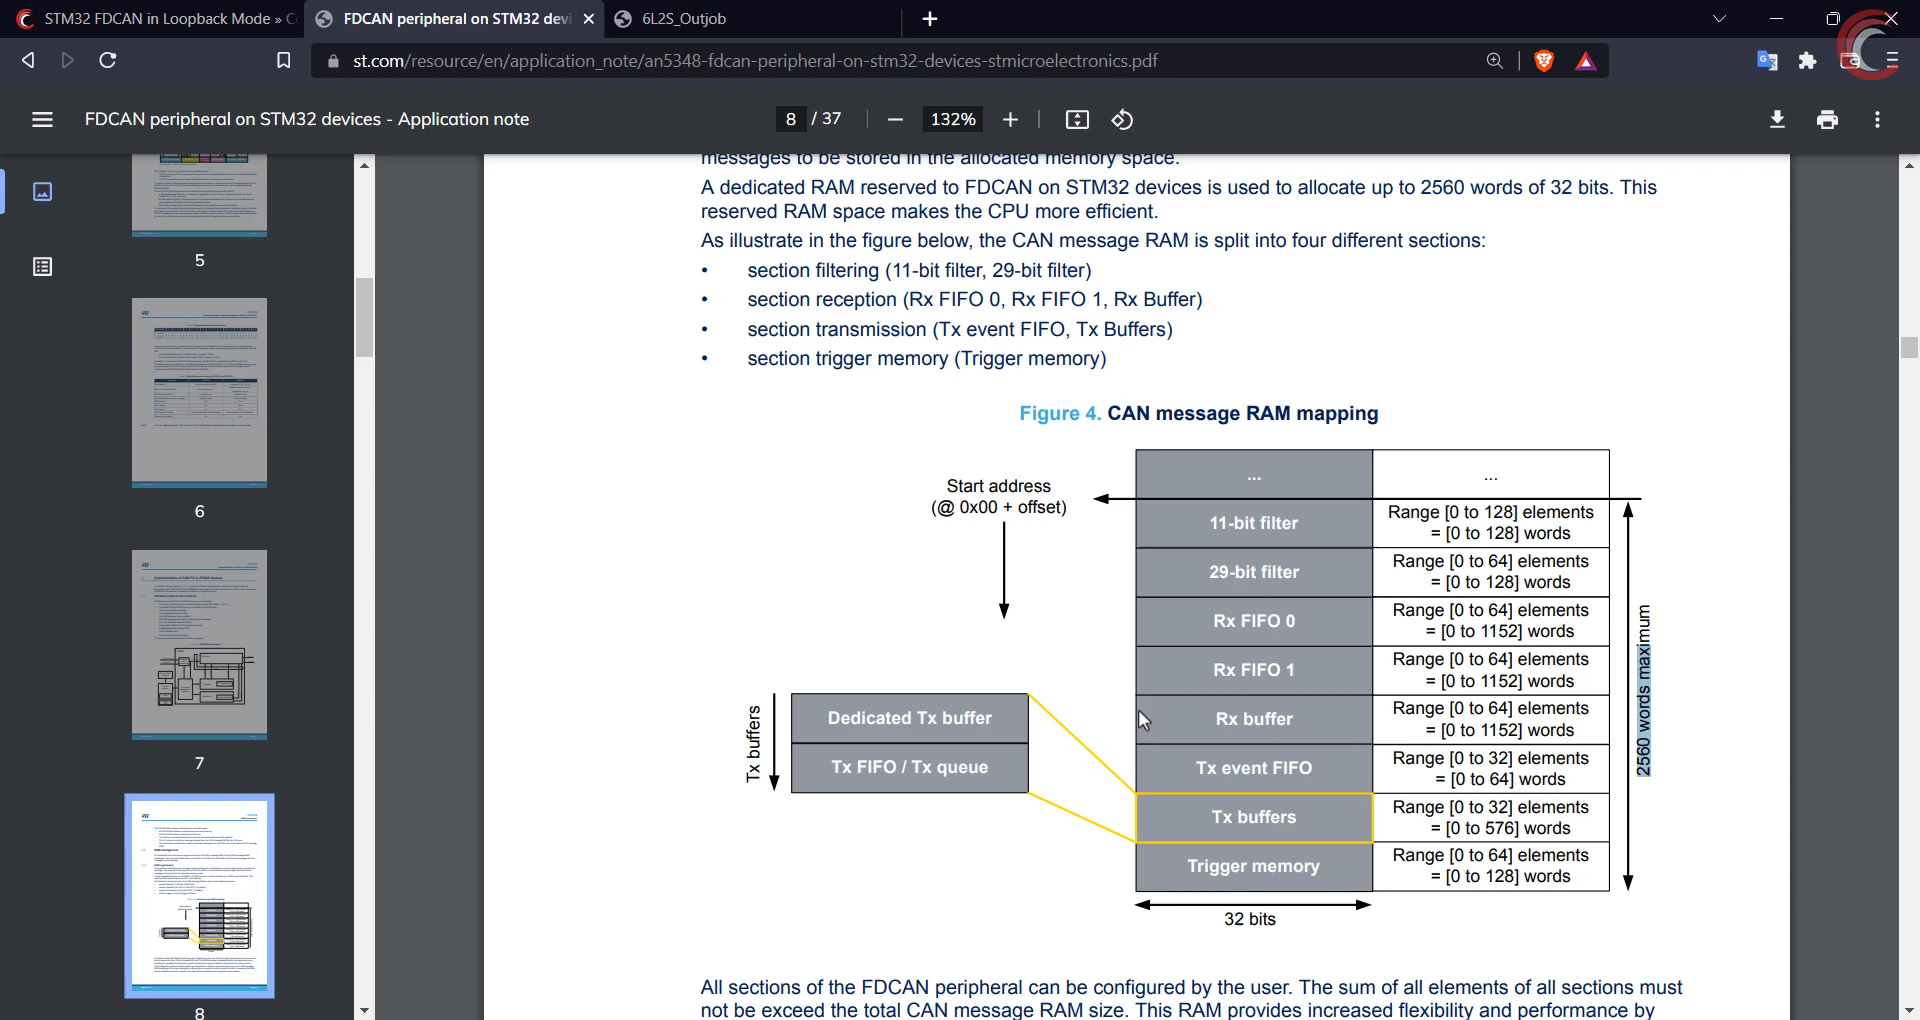 STM32 FDCAN in Loopback Mode »
FDCAN peripheral on STM32 devi
6L2S_Outjob
st.com/resource/en/application_note/an5348-fdcan-peripheral-on-stm32-devices-stmicroelectronics.pdf
FDCAN peripheral on STM32 devices - Application note
8 / 37
132%
5
6
7
8
messages to be stored in the allocated memory space.
A dedicated RAM reserved to FDCAN on STM32 devices is used to allocate up to 2560 words of 32 bits. This
reserved RAM space makes the CPU more efficient.
As illustrate in the figure below, the CAN message RAM is split into four different sections:
• section filtering (11-bit filter, 29-bit filter)
• section reception (Rx FIFO 0, Rx FIFO 1, Rx Buffer)
• section transmission (Tx event FIFO, Tx Buffers)
• section trigger memory (Trigger memory)
Figure 4. CAN message RAM mapping
Start address
(@ 0x00 + offset)
... ...
11-bit filter
Range [0 to 128] elements
= [0 to 128] words
29-bit filter
Range [0 to 64] elements
= [0 to 128] words
Rx FIFO 0
Range [0 to 64] elements
= [0 to 1152] words
Rx FIFO 1
Range [0 to 64] elements
= [0 to 1152] words
Rx buffer
Range [0 to 64] elements
= [0 to 1152] words
Tx event FIFO
Range [0 to 32] elements
= [0 to 64] words
Tx buffers
Range [0 to 32] elements
= [0 to 576] words
Trigger memory
Range [0 to 64] elements
= [0 to 128] words
2560 words maximum
Tx buffers
Dedicated Tx buffer
Tx FIFO / Tx queue
32 bits
All sections of the FDCAN peripheral can be configured by the user. The sum of all elements of all sections must
not be exceed the total CAN message RAM size. This RAM provides increased flexibility and performance by